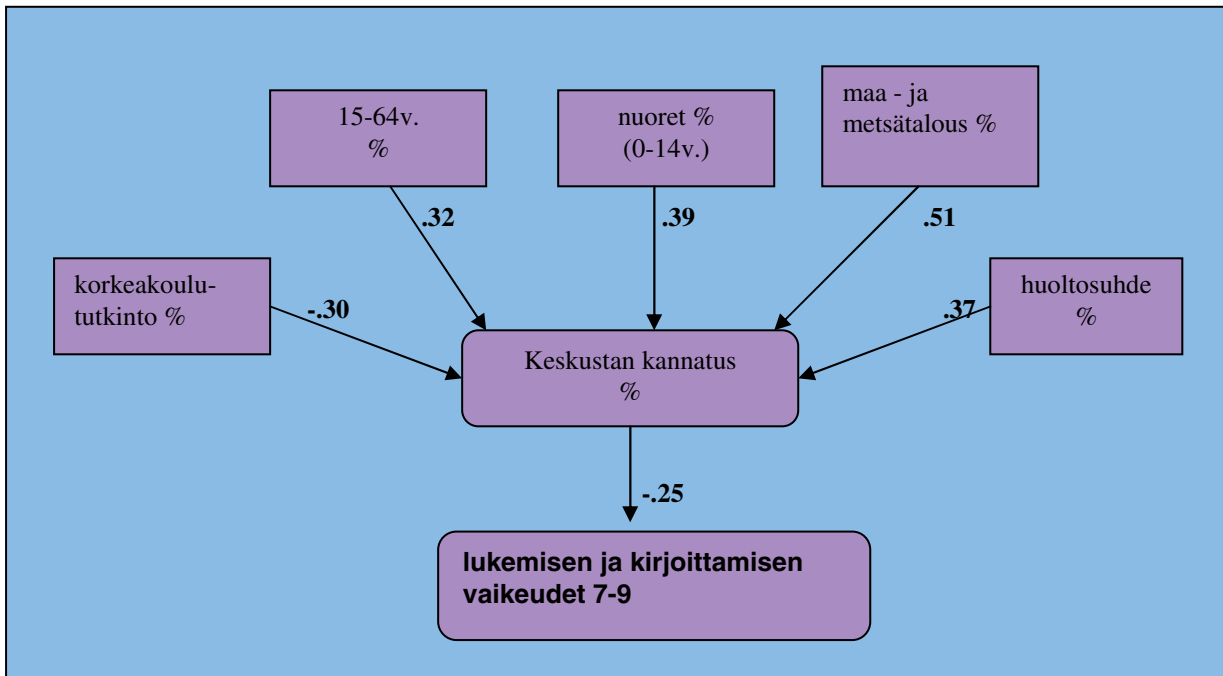 15-64v.
%
nuoret %
(0-14v.)
maa - ja
metsätalous %
.32
.39
.51
korkeakoulu-
tutkinto %
-.30
huoltosuhde
%
.37
Keskustan kannatus
%
-.25
lukemisen ja kirjoittamisen
vaikeudet 7-9